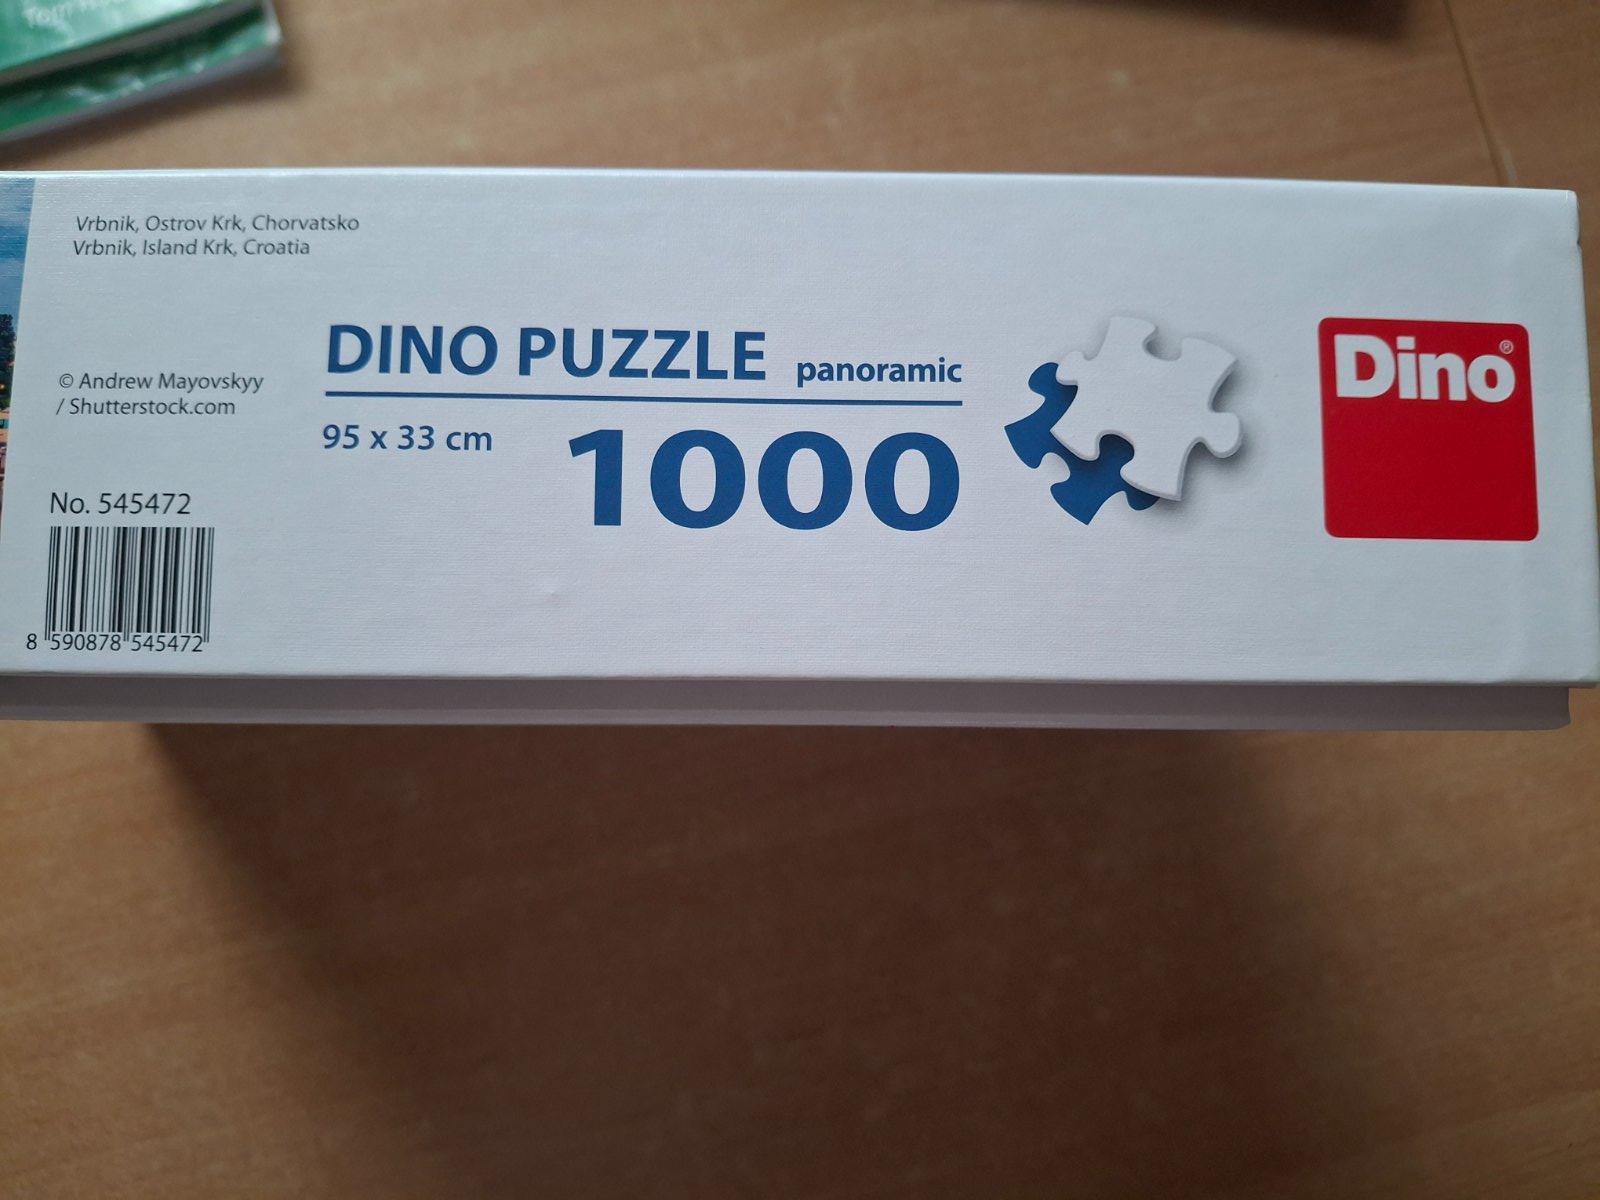 Vrbnik, Ostrov Krk, Chorvatsko
Vrbnik, Island Krk, Croatia
© Andrew Mayovskyy
/ Shutterstock.com
No. 545472
8 590878 545472
DINO PUZZLE panoramic
95 x 33 cm
1000
Dino®